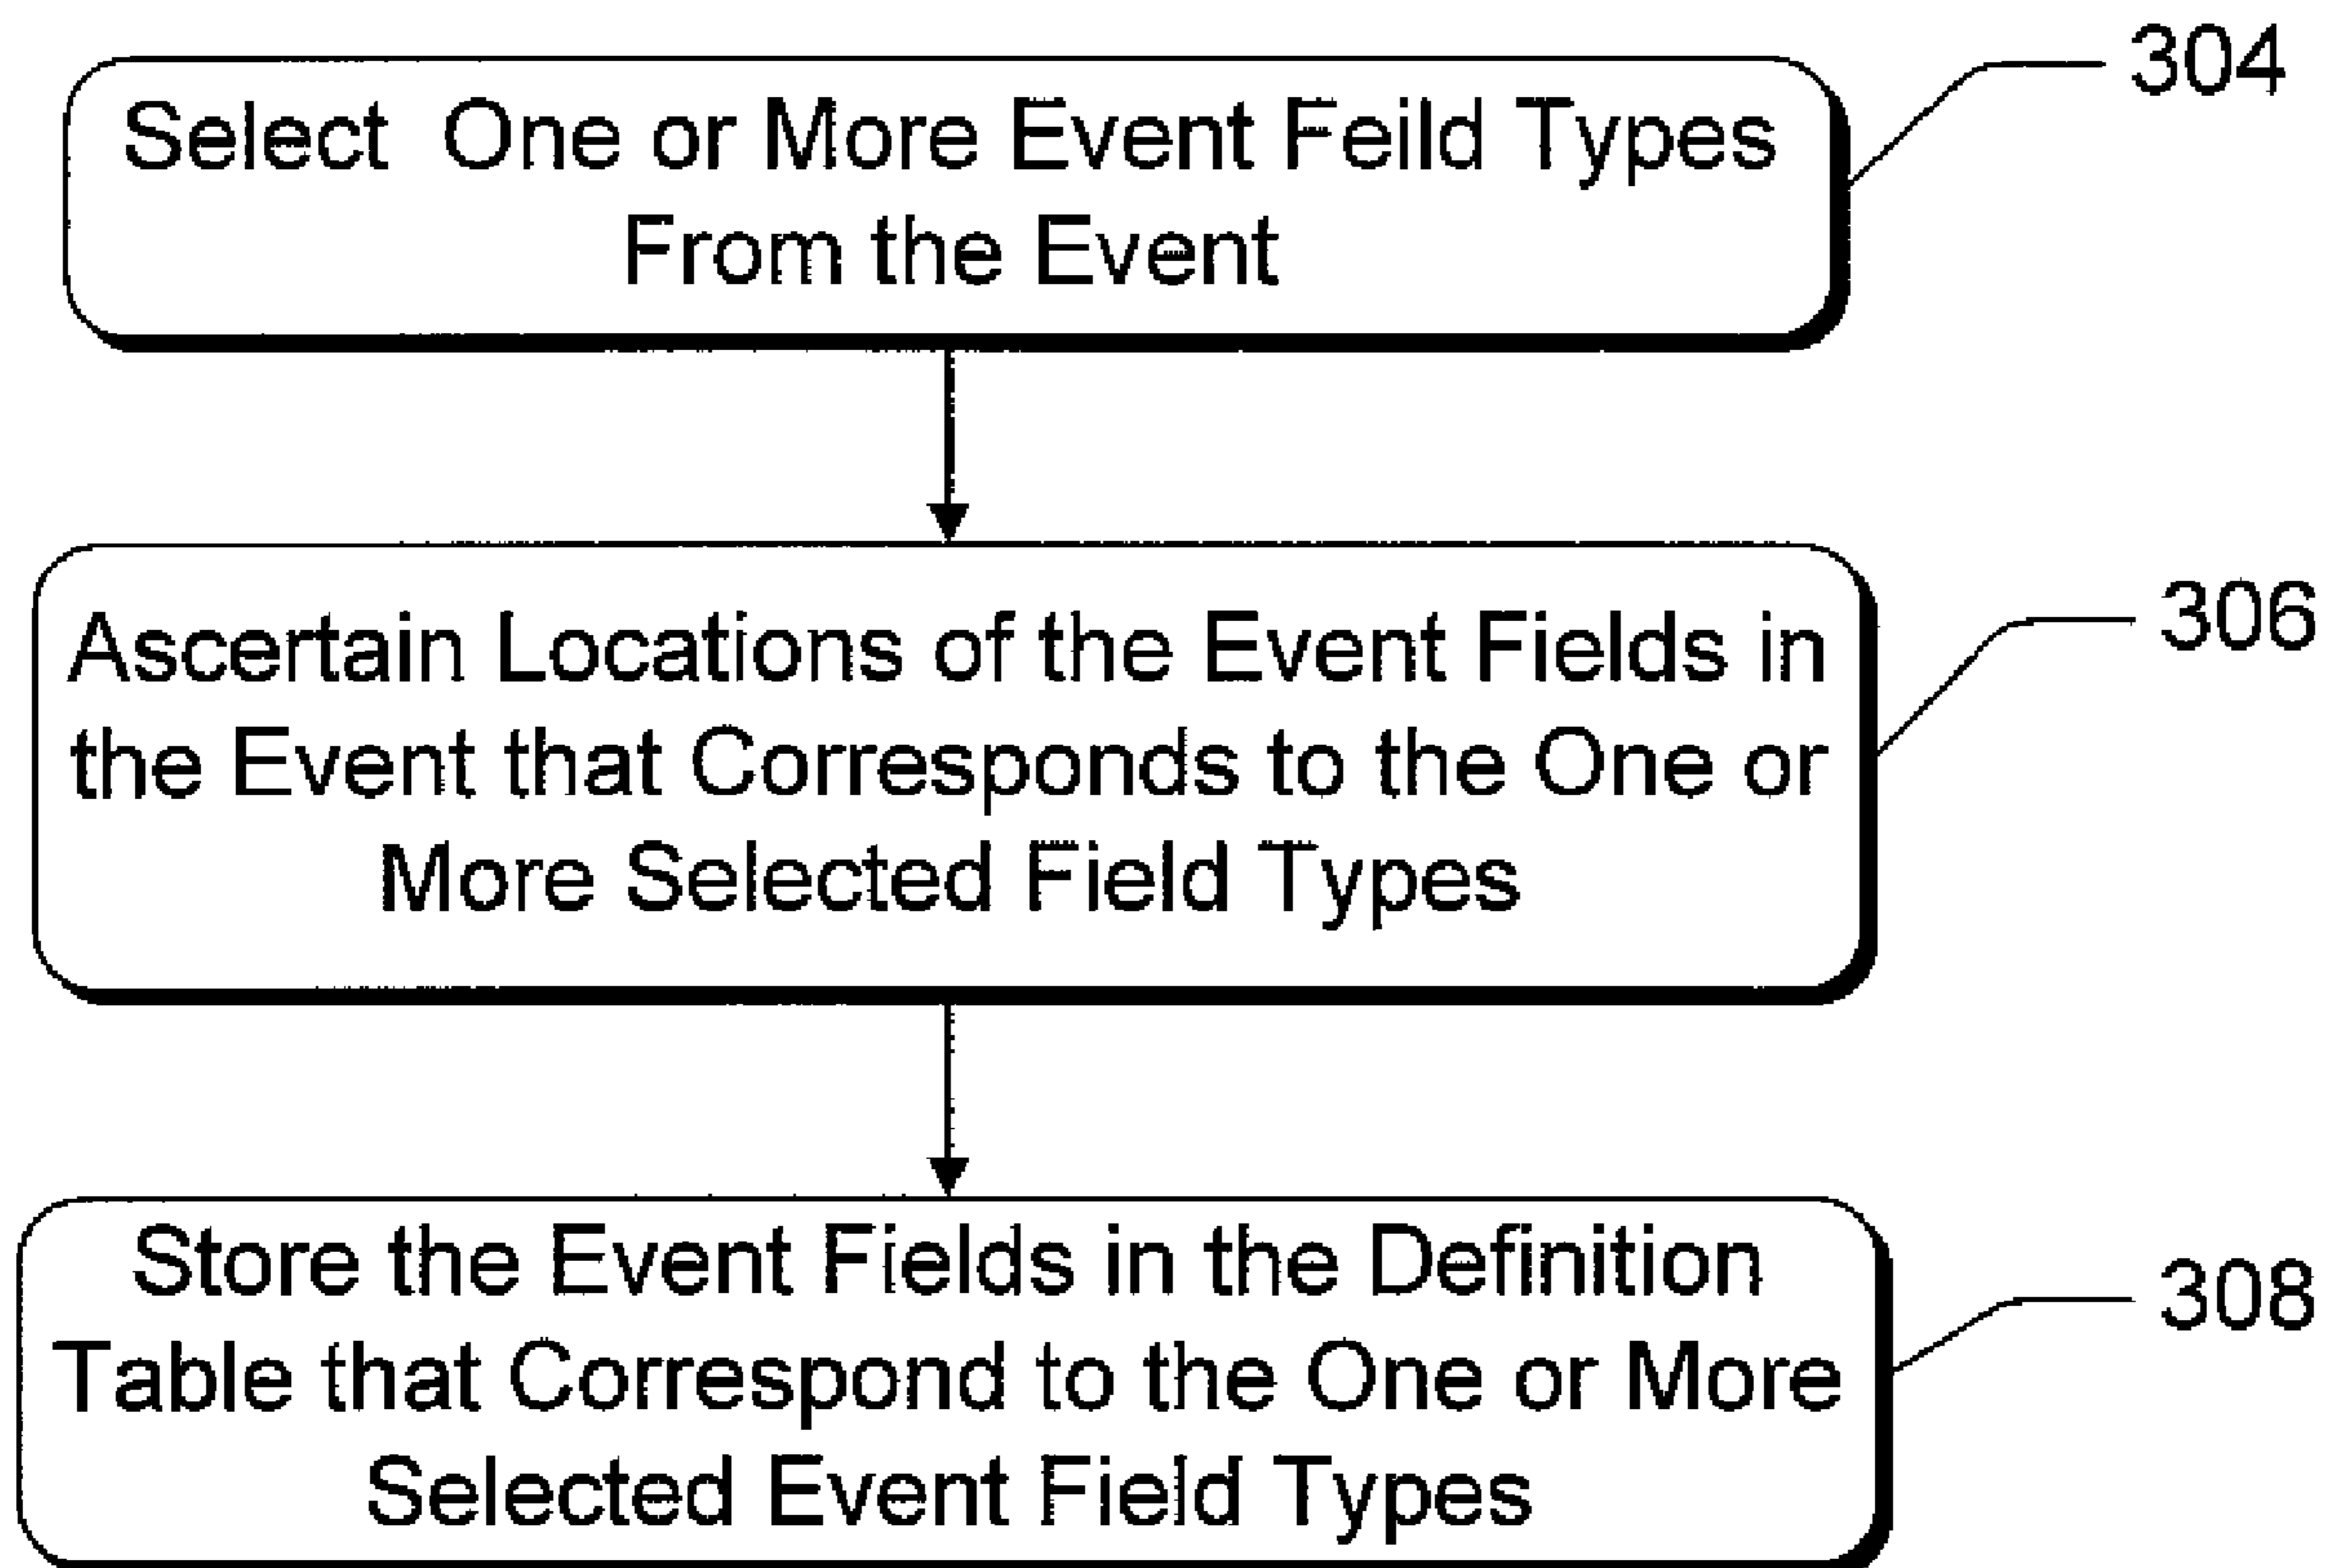 304
Select One or More Event Feild Types
From the Event
306
Ascertain Locations of the Event Fields in
the Event that Corresponds to the One or
More Selected Field Types
308
Store the Event Fields in the Definition
Table that Correspond to the One or More
Selected Event Field Types